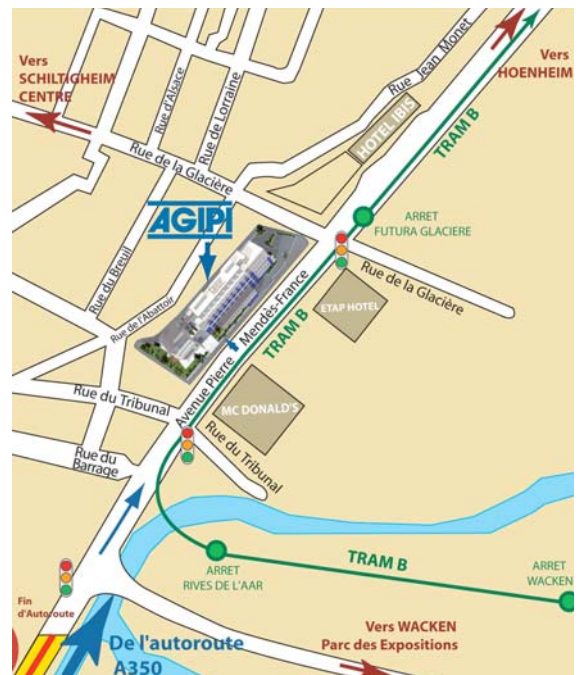 Vers
SCHILTIGHEIM
CENTRE
Rue d'Alsace
Rue de Lorraine
Rue Jean Monet
Vers
HOENHEIM
HOTEL IBIS
TRAM B
Rue de la Glacière
ARRET
FUTURA GLACIERE
AGIPI
Rue de la Glacière
Rue du Breuil
ETAP HOTEL
Rue de l'Abattoir
Avenue Pierre Mendès-France
TRAM B
Rue du Tribunal
MC DONALD'S
Rue du Tribunal
Rue du
Barrage
TRAM B
ARRET
RIVES DE L'AAR
ARRET
WACKEN
Fin
d'Autoroute
Vers WACKEN
Parc des Expositions
De l'autoroute
A350